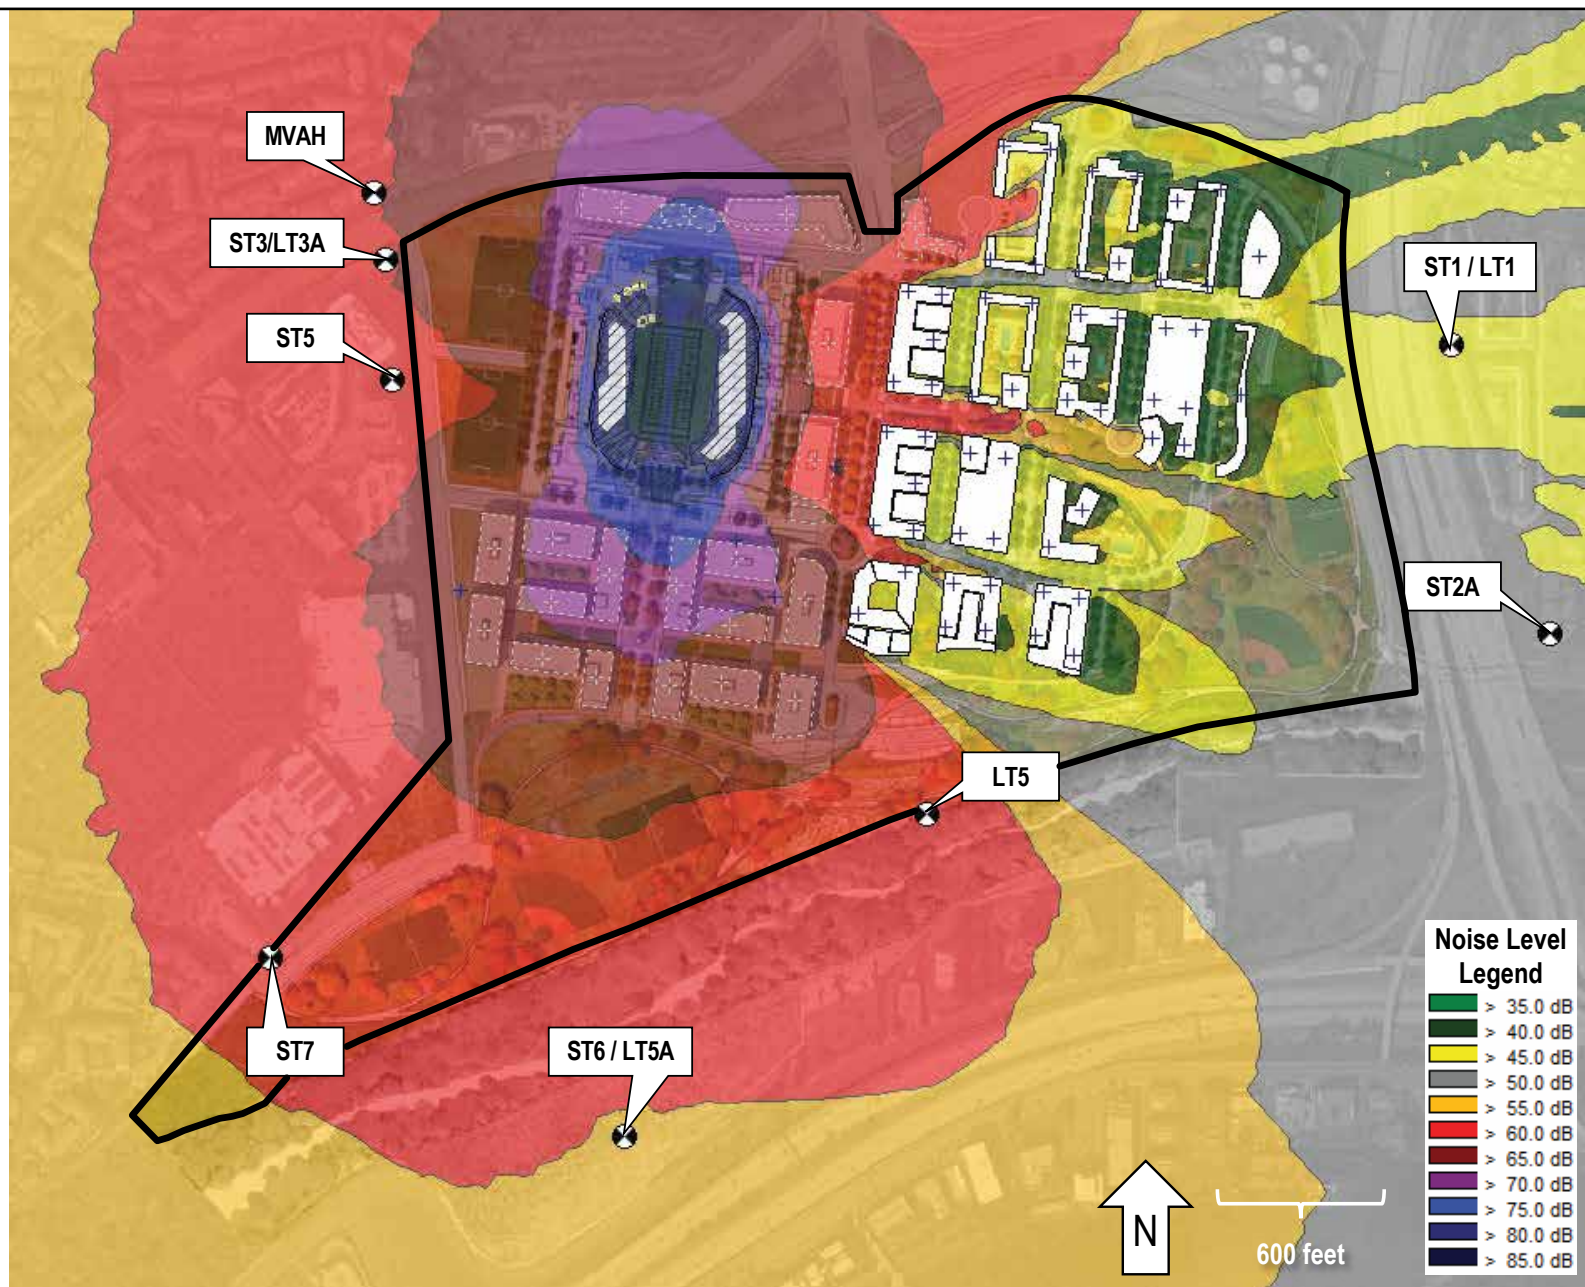 MVAH
ST3/LT3A
ST5
ST1 / LT1
ST2A
LT5
ST7
ST6 / LT5A
N
600 feet
Noise Level
Legend
> 35.0 dB
> 40.0 dB
> 45.0 dB
> 50.0 dB
> 55.0 dB
> 60.0 dB
> 65.0 dB
> 70.0 dB
> 75.0 dB
> 80.0 dB
> 85.0 dB